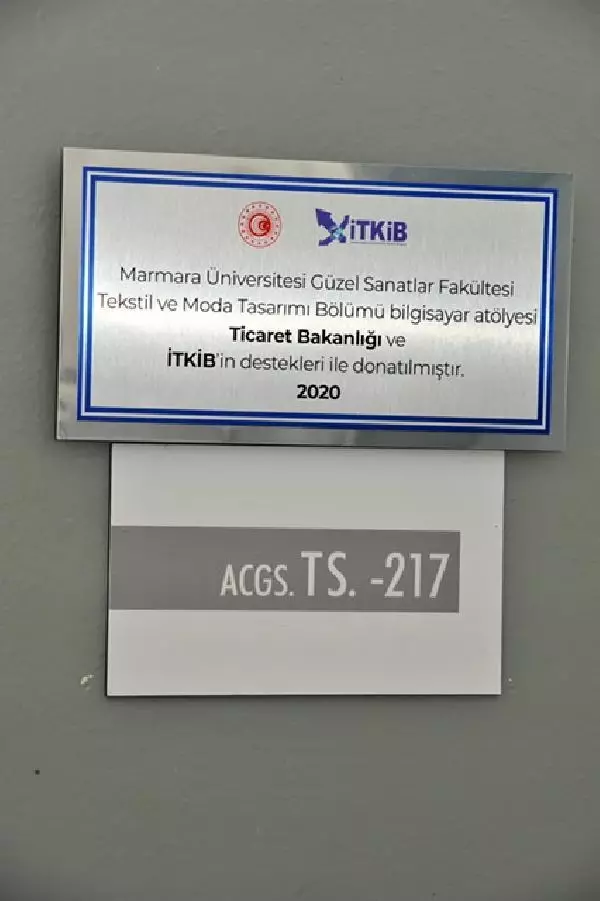 iTKiB
Marmara Üniversitesi Güzel Sanatlar Fakültesi
Tekstil ve Moda Tasarımı Bölümü bilgisayar atölyesi
Ticaret Bakanlığı ve
İTKİB'in destekleri ile donatılmıştır.
2020
ACGS. TS. -217